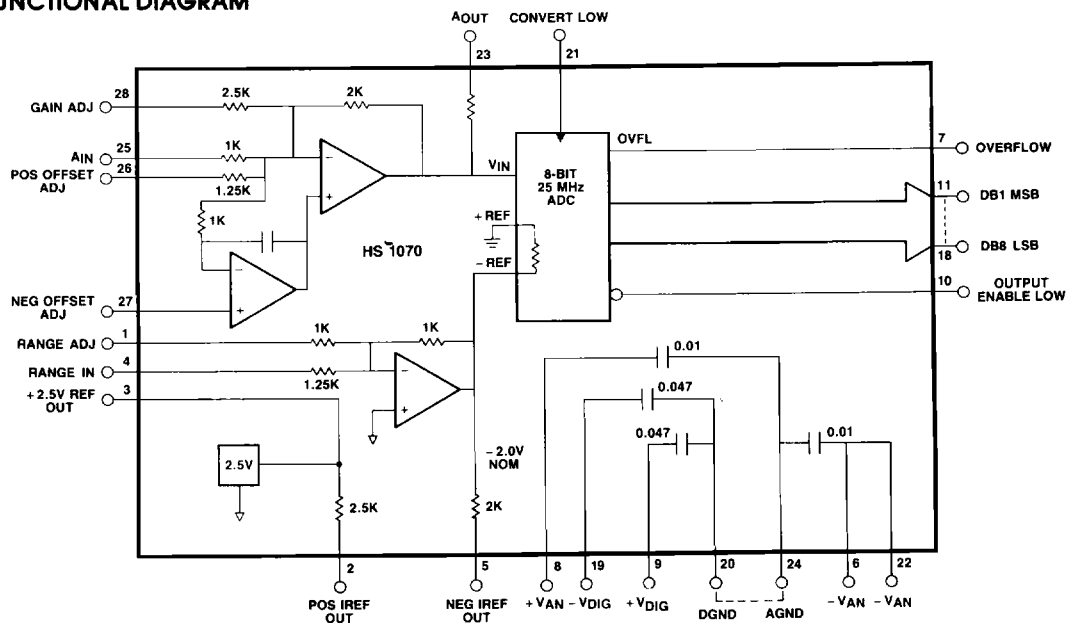 UNCTIONAL DIAGRAM
AOUT
CONVERT LOW
23
21
28
GAIN ADJ
2.5K
2K
25
AIN
1K
26
POS OFFSET
ADJ
1.25K
1K
VIN
8-BIT
25 MHz
ADC
OVFL
7
OVERFLOW
11
DB1 MSB
+ REF
HS 1070
- REF
18
DB8 LSB
10
OUTPUT
ENABLE LOW
NEG OFFSET
ADJ
27
RANGE ADJ
1
1K
1K
RANGE IN
4
1.25K
+2.5V REF
OUT
3
0.01
0.047
0.047
0.01
-2.0V
NOM
2.5V
2.5K
2K
2
5
8
19
9
20
24
6
22
POS IREF
OUT
NEG IREF
OUT
+VAN
-VDIG
+VDIG
DGND
AGND
-VAN
-VAN